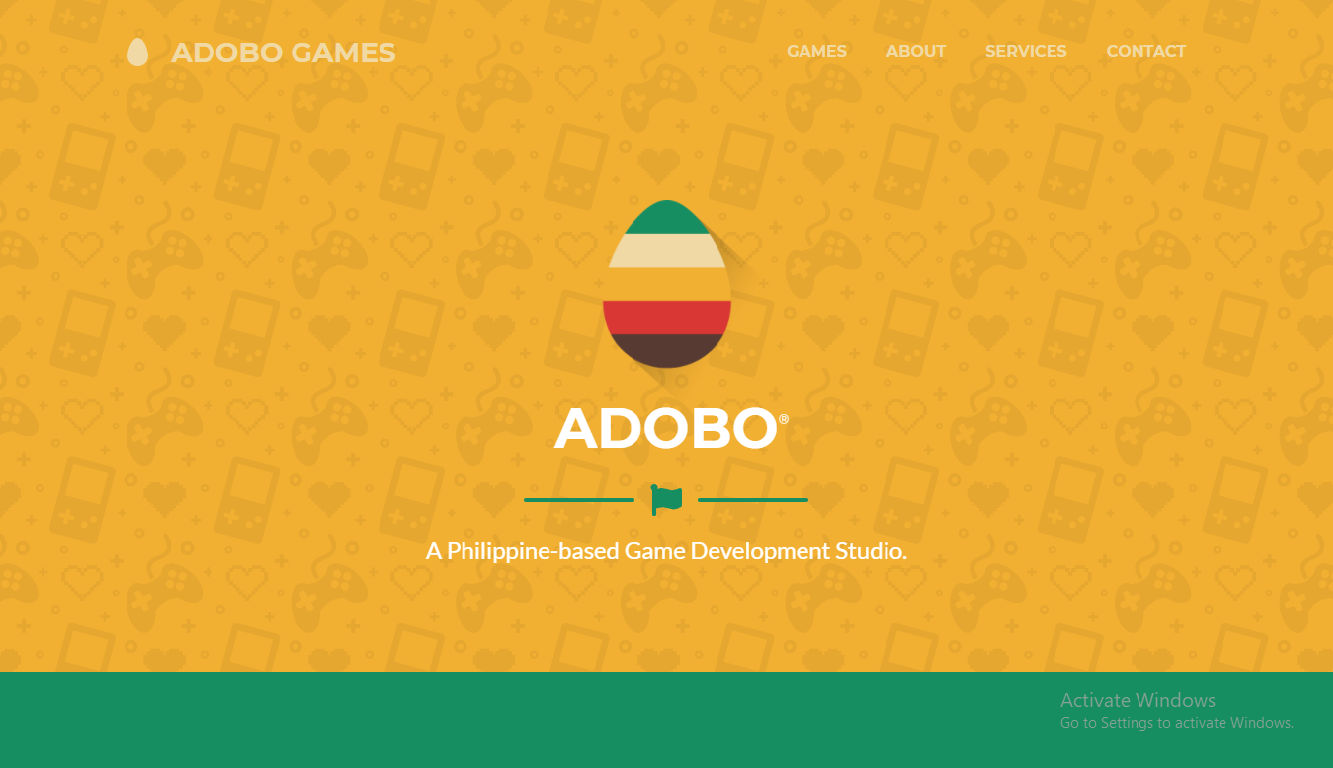 ADOBO GAMES
GAMES ABOUT SERVICES CONTACT
ADOBO®
A Philippine-based Game Development Studio.
Activate Windows
Go to Settings to activate Windows.